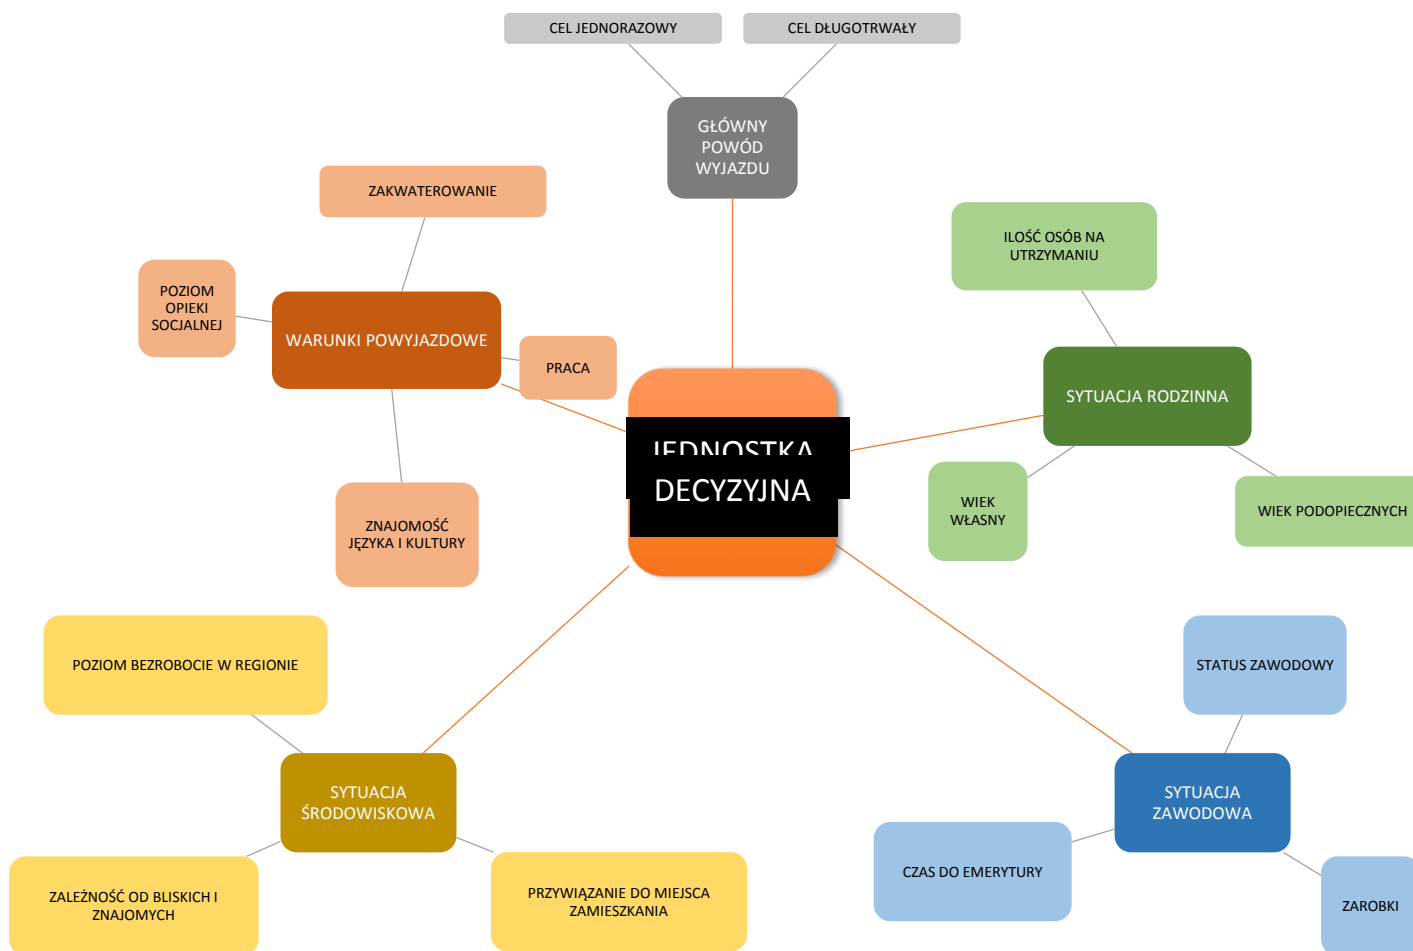 CEL JEDNORAZOWY
CEL DŁUGOTRWAŁY
GŁÓWNY
POWÓD
WYJAZDU
ZAKWATEROWANIE
POZIOM
OPIEKI
SOCJALNEJ
WARUNKI POWYJAZDOWE
PRACA
ZNAJOMOŚĆ
JĘZYKA I KULTURY
ILOŚĆ OSÓB NA
UTRZYMANIU
SYTUACJA RODZINNA
WIEK
WŁASNY
WIEK PODOPIECZNYCH
JEDNOSTKA
DECYZYJNA
POZIOM BEZROBOCIE W REGIONIE
SYTUACJA
ŚRODOWISKOWA
ZALEŻNOŚĆ OD BLISKICH I
ZNAJOMYCH
PRZYWIĄZANIE DO MIEJSCA
ZAMIESZKANIA
STATUS ZAWODOWY
SYTUACJA
ZAWODOWA
CZAS DO EMERYTURY
ZAROBKI